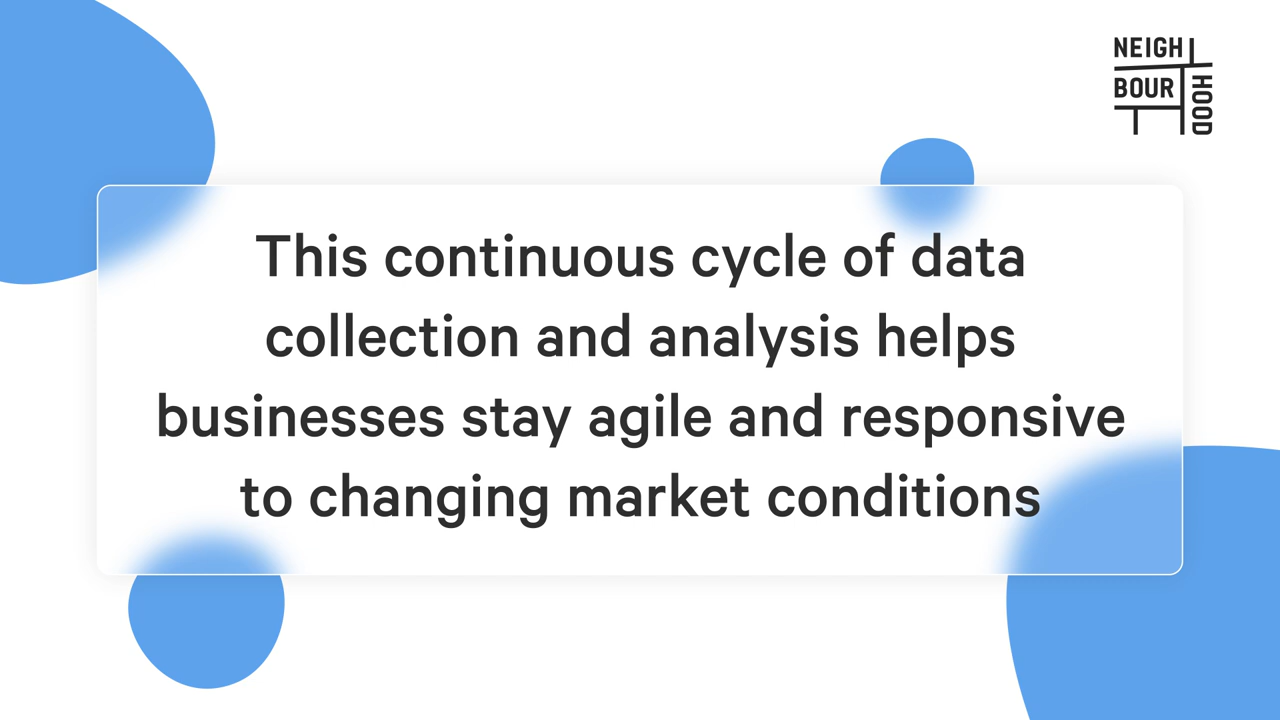 NEIGH
BOUR
HOOD
This continuous cycle of data
collection and analysis helps
businesses stay agile and responsive
to changing market conditions